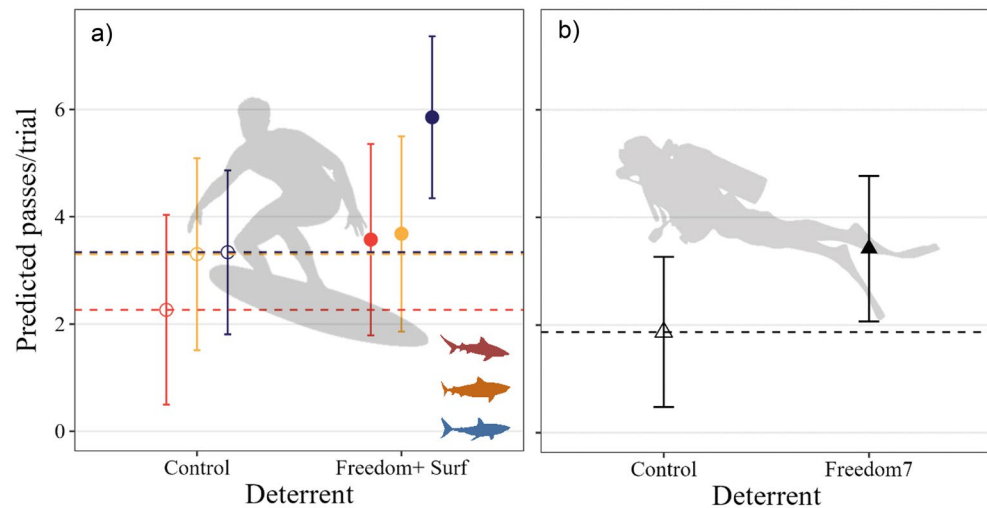 a)
b)
Predicted passes/trial
6
4
2
0
Control
Freedom+ Surf
Control
Freedom7
Deterrent
Deterrent